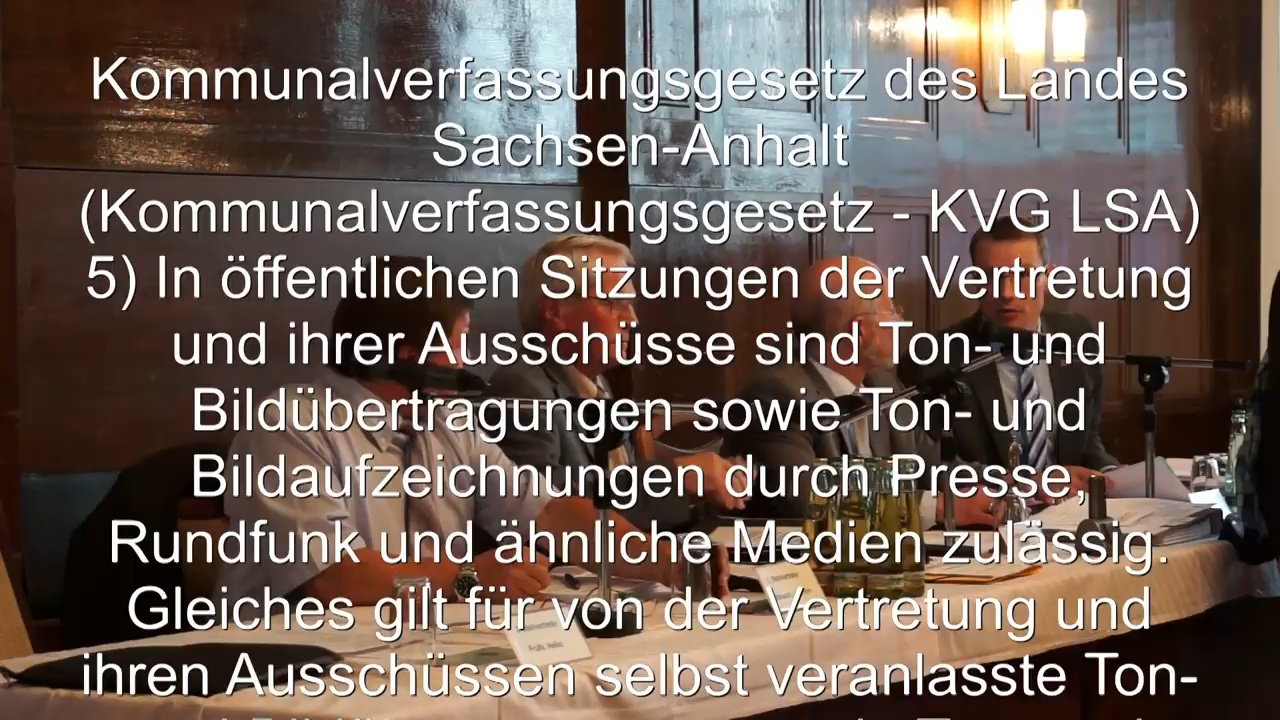 Kommunalverfassungsgesetz des Landes
Sachsen-Anhalt
(Kommunalverfassungsgesetz - KVG LSA)
5) In öffentlichen Sitzungen der Vertretung
und ihrer Ausschüsse sind Ton- und
Bildübertragungen sowie Ton- und
Bildaufzeichnungen durch Presse,
Rundfunk und ähnliche Medien zulässig.
Gleiches gilt für von der Vertretung und
ihren Ausschüssen selbst veranlasste Ton-